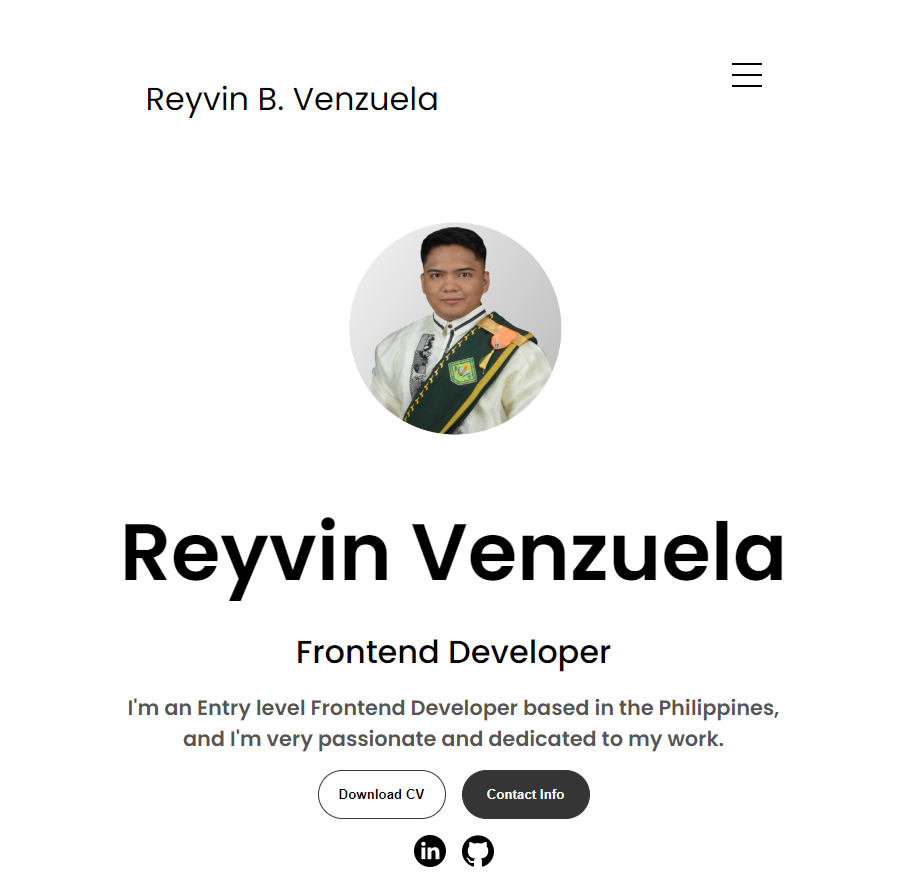 Reyvin B. Venzuela
Reyvin Venzuela
Frontend Developer
I'm an Entry level Frontend Developer based in the Philippines,
and I'm very passionate and dedicated to my work.
Download CV
Contact Info
in